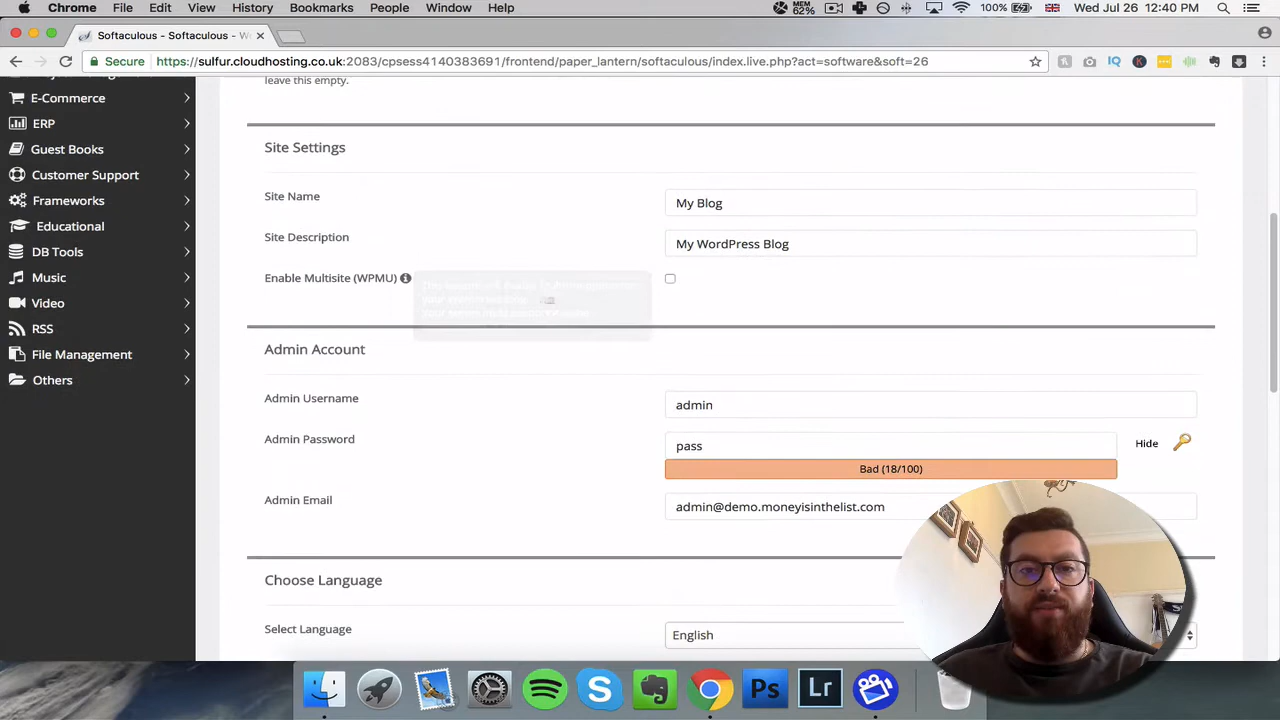 Chrome File Edit View History Bookmarks People Window Help MEM 62% 100% Wed Jul 26 12:40 PM
Softaculous - Softaculous - W
Secure https://sulfur.cloudhosting.co.uk:2083/cpsess4140383691/frontend/paper_lantern/softaculous/index.live.php?act=software&soft=26
leave this empty.
E-Commerce
ERP
Guest Books
Customer Support
Frameworks
Educational
DB Tools
Music
Video
RSS
File Management
Others
Site Settings
Site Name My Blog
Site Description My WordPress Blog
Enable Multisite (WPMU)
Admin Account
Admin Username admin
Admin Password pass Hide
Bad (18/100)
Admin Email admin@demo.moneyisinthelist.com
Choose Language
Select Language English
Ps Lr